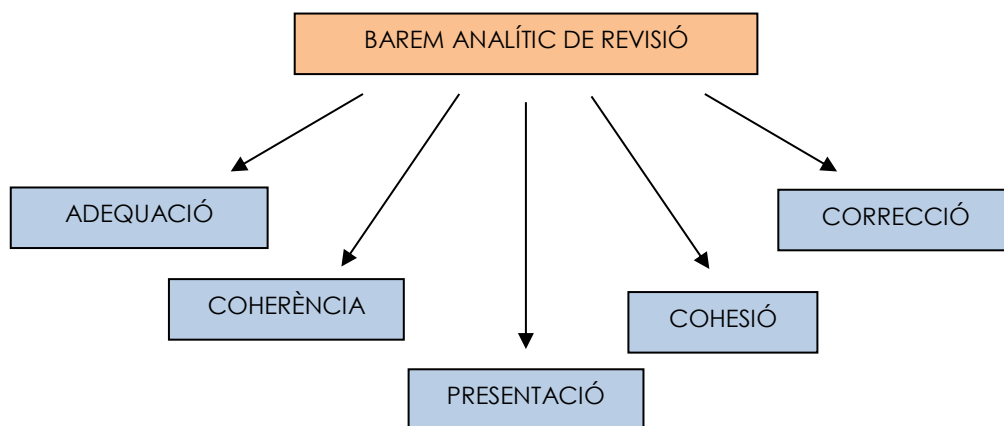 BAREM ANALÍTIC DE REVISIÓ
ADEQUACIÓ
CORRECCIÓ
COHERÈNCIA
COHESIÓ
PRESENTACIÓ